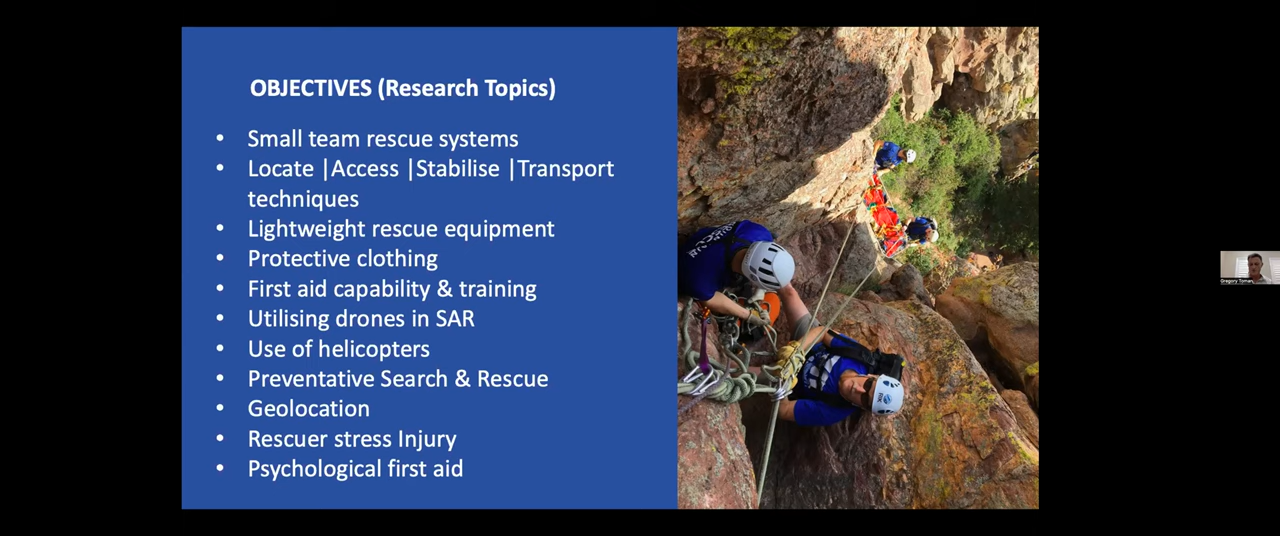 OBJECTIVES (Research Topics)
• Small team rescue systems
• Locate |Access |Stabilise |Transport
techniques
• Lightweight rescue equipment
• Protective clothing
• First aid capability & training
• Utilising drones in SAR
• Use of helicopters
• Preventative Search & Rescue
• Geolocation
• Rescuer stress Injury
• Psychological first aid
Gregory Toman